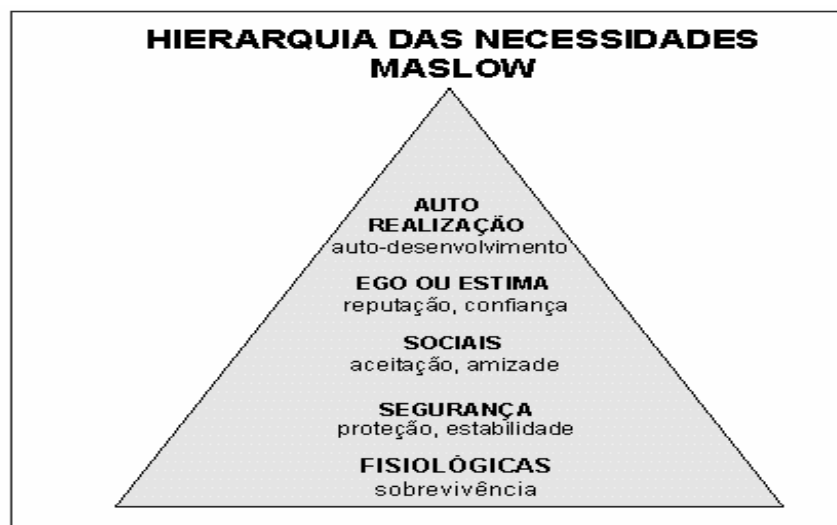 HIERARQUIA DAS NECESSIDADES
MASLOW
AUTO
REALIZAÇÃO
auto-desenvolvimento
EGO OU ESTIMA
reputação, confiança
SOCIAIS
aceitação, amizade
SEGURANÇA
proteção, estabilidade
FISIOLÓGICAS
sobrevivência